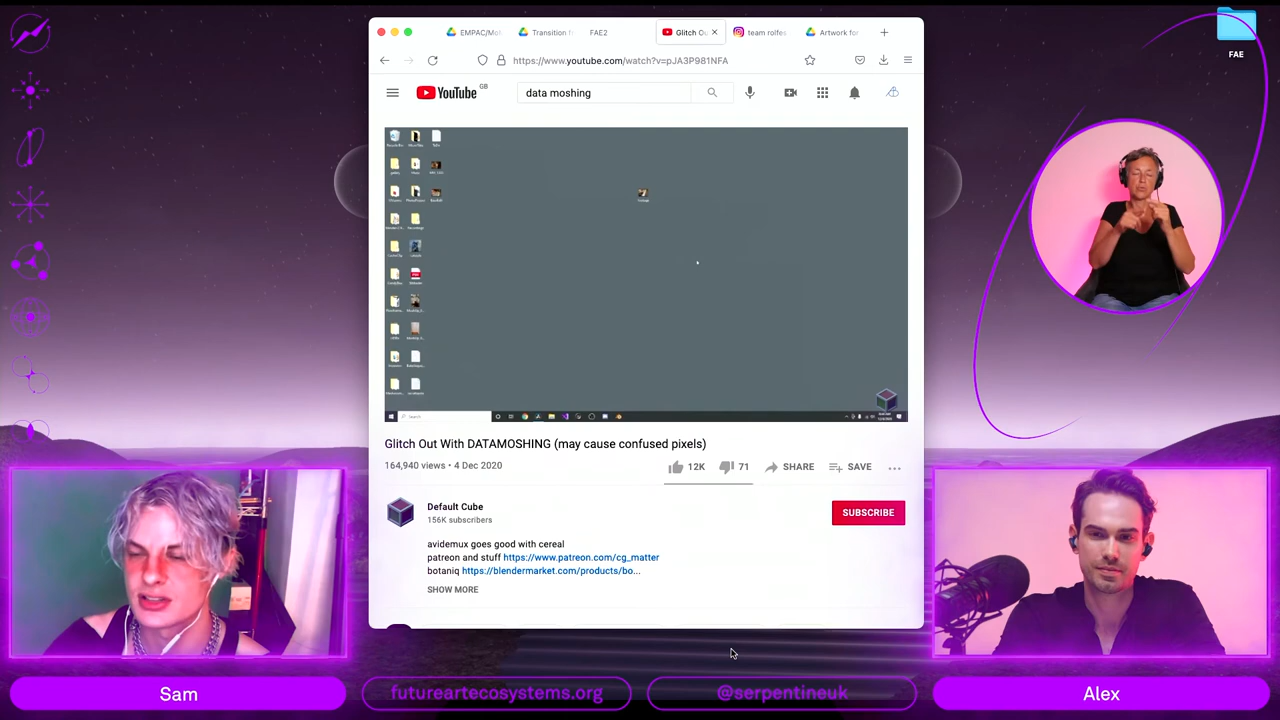 EMPAC/Mo
Transition f
FAE2
Glitch Ou
team rolfes
Artwork for
https://www.youtube.com/watch?v=pJA3P981NFA
YouTube GB
data moshing
FAE
Search
Glitch Out With DATAMOSHING (may cause confused pixels)
164,940 views • 4 Dec 2020
12K
71
SHARE
SAVE
Default Cube
156K subscribers
SUBSCRIBE
avidemux goes good with cereal
patreon and stuff https://www.patreon.com/cg_matter
botaniq https://blendermarket.com/products/bo...
SHOW MORE
Sam
futureartecosystems.org
@serpentineuk
Alex